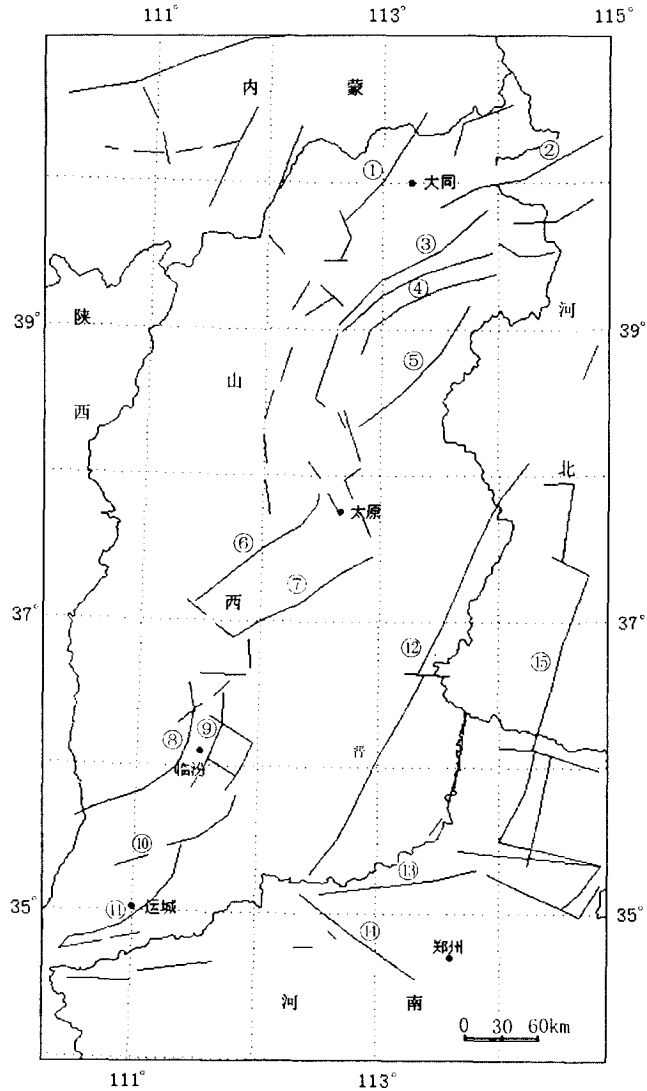 111° 113° 115°
内 蒙
②
① 大同
③
④
39° 39°
陕 河
⑤
山
西
北
太原
⑥
⑦
西
37° 37°
⑫
⑮
⑨
⑧
晋
临汾
⑩
⑬
⑪ 运城
35° 35°
⑭
郑州
河 南
0 30 60km
111° 113°